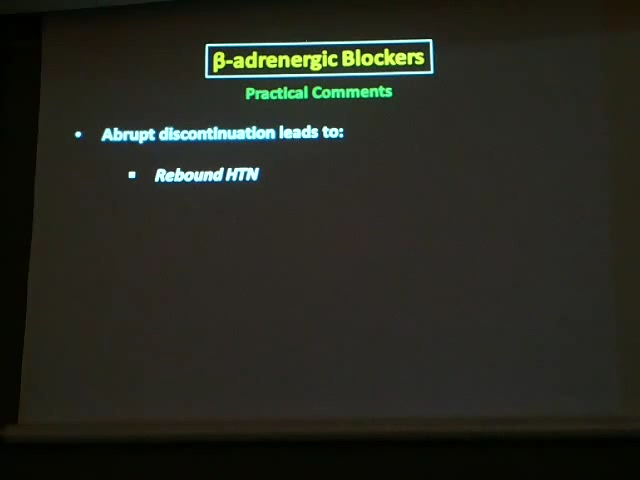 β-adrenergic Blockers
Practical Comments
• Abrupt discontinuation leads to:
▪ Rebound HTN